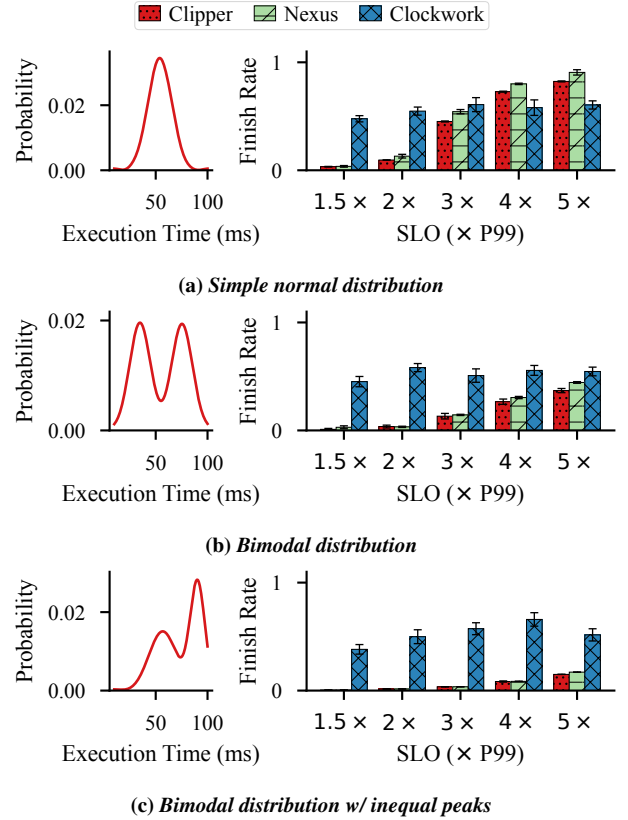 Clipper Nexus Clockwork
Probability
0.02
0.00
50 100
Execution Time (ms)
Finish Rate
1
0
1.5 × 2 × 3 × 4 × 5 ×
SLO (× P99)
(a) Simple normal distribution
Probability
0.02
0.00
50 100
Execution Time (ms)
Finish Rate
1
0
1.5 × 2 × 3 × 4 × 5 ×
SLO (× P99)
(b) Bimodal distribution
Probability
0.02
0.00
50 100
Execution Time (ms)
Finish Rate
1
0
1.5 × 2 × 3 × 4 × 5 ×
SLO (× P99)
(c) Bimodal distribution w/ inequal peaks